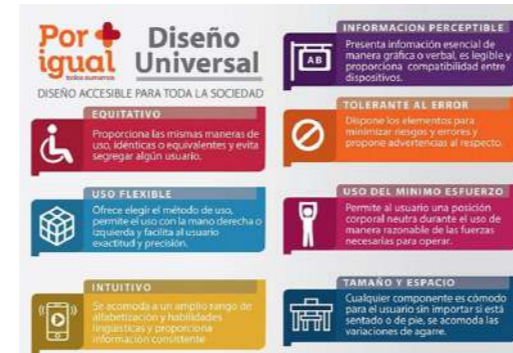 Por
igual
todos sumamos
Diseño
Universal
DISEÑO ACCESIBLE PARA TODA LA SOCIEDAD
EQUITATIVO
Proporciona las mismas maneras de
uso, idénticas o equivalentes y evita
segregar algún usuario.
USO FLEXIBLE
Ofrece elegir el método de uso,
permite el uso con la mano derecha o
izquierda y facilita al usuario
exactitud y precisión.
INTUITIVO
Se acomoda a un amplio rango de
alfabetización y habilidades
lingüísticas y proporciona
información consistente
INFORMACION PERCEPTIBLE
AB
Presenta infomación esencial de
manera gráfica o verbal, es legible y
proporciona compatibilidad entre
dispositivos.
TOLERANTE AL ERROR
Dispone los elementos para
minimizar riesgos y errores y
propone advertencias al respecto.
USO DEL MINIMO ESFUERZO
Permite al usuario una posición
corporal neutra durante el uso de
manera razonable de las fuerzas
necesarias para operar.
TAMAÑO Y ESPACIO
Cualquier componente es cómodo
para el usuario sin importar si está
sentado o de pie, se acomoda las
variaciones de agarre.